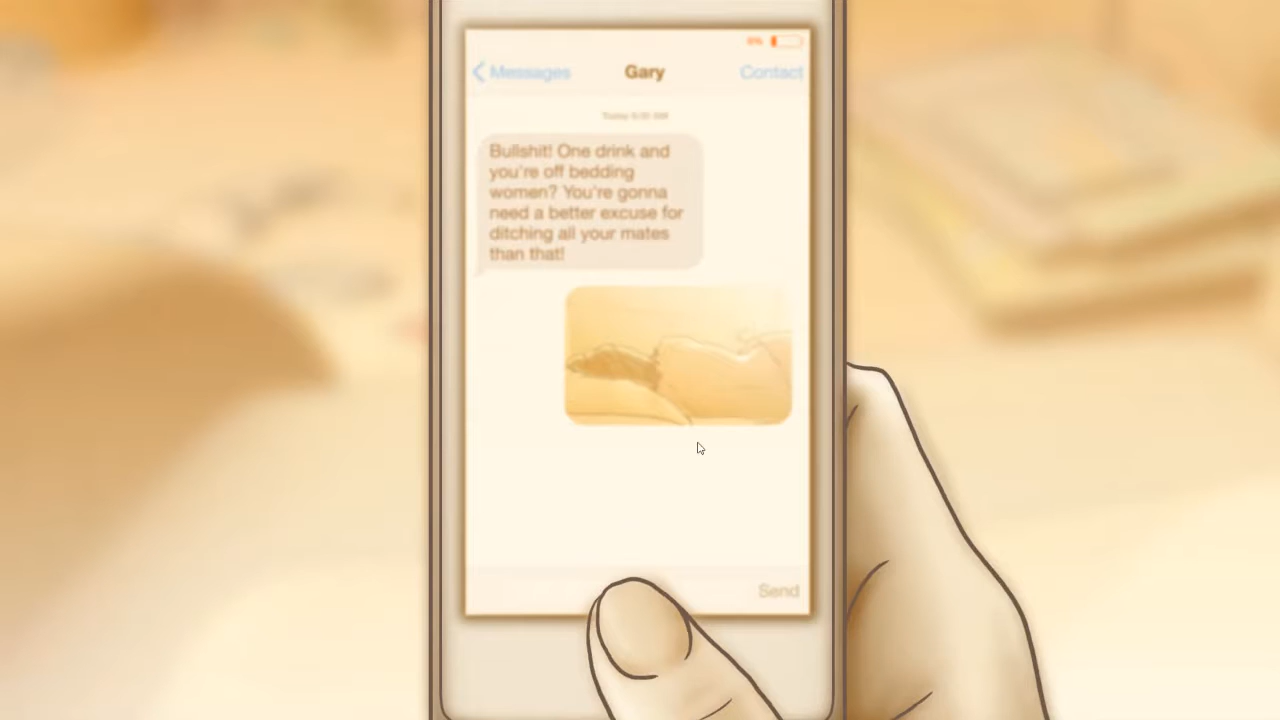 Messages
Gary
Contact
Bullshit! One drink and
you're off bedding
women? You're gonna
need a better excuse for
ditching all your mates
than that!
Send